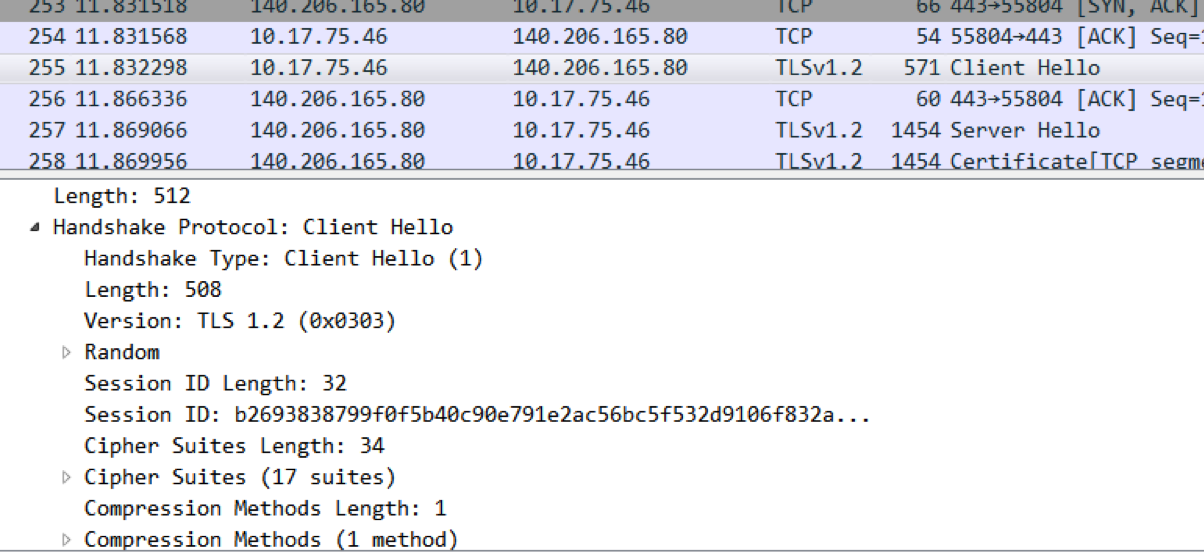 253 11.831518 140.206.165.80 10.17.75.46 TCP 66 443→55804 [SYN, ACK]
254 11.831568 10.17.75.46 140.206.165.80 TCP 54 55804→443 [ACK] Seq=
255 11.832298 10.17.75.46 140.206.165.80 TLSv1.2 571 Client Hello
256 11.866336 140.206.165.80 10.17.75.46 TCP 60 443→55804 [ACK] Seq=
257 11.869066 140.206.165.80 10.17.75.46 TLSv1.2 1454 Server Hello
258 11.869956 140.206.165.80 10.17.75.46 TLSv1.2 1454 Certificate[TCP segm
Length: 512
Handshake Protocol: Client Hello
Handshake Type: Client Hello (1)
Length: 508
Version: TLS 1.2 (0x0303)
Random
Session ID Length: 32
Session ID: b2693838799f0f5b40c90e791e2ac56bc5f532d9106f832a...
Cipher Suites Length: 34
Cipher Suites (17 suites)
Compression Methods Length: 1
Compression Methods (1 method)